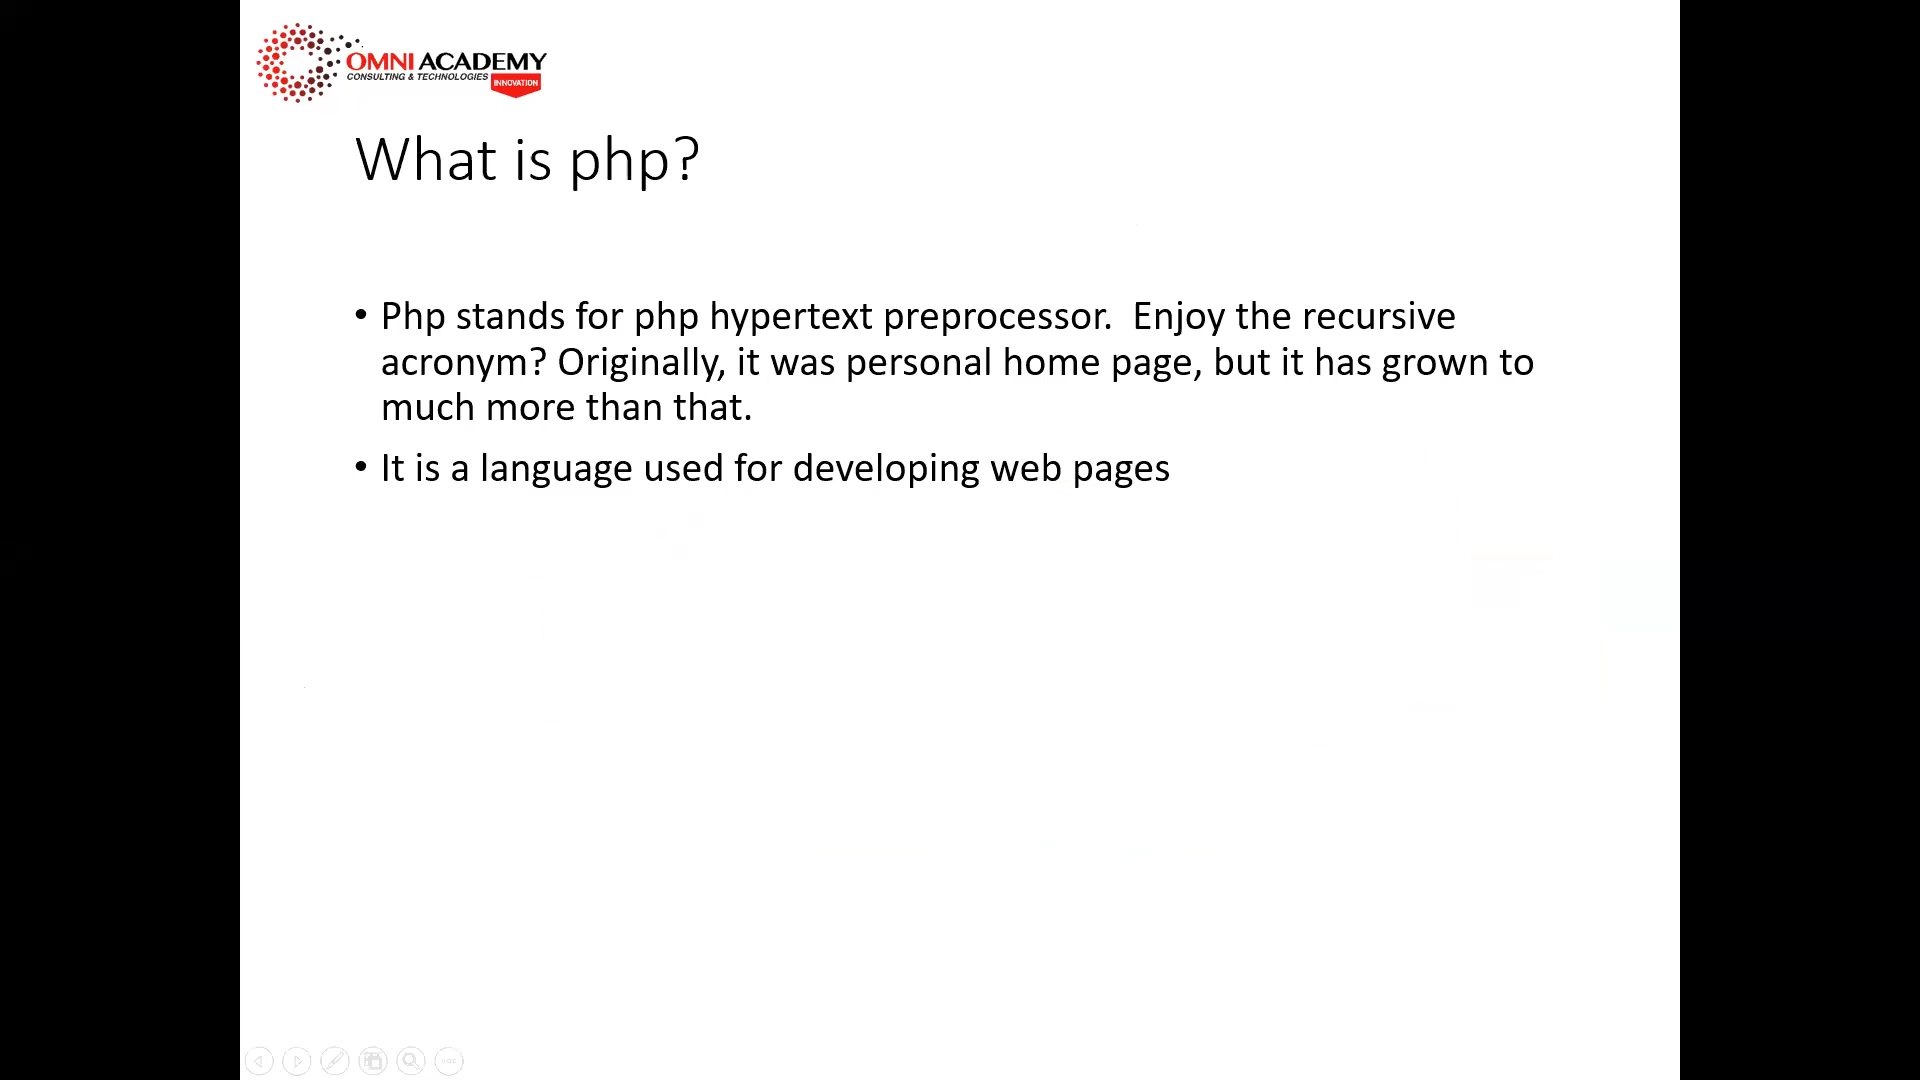 OMNI ACADEMY
CONSULTING & TECHNOLOGIES
INNOVATION
What is php?
• Php stands for php hypertext preprocessor.  Enjoy the recursive
acronym? Originally, it was personal home page, but it has grown to
much more than that.
• It is a language used for developing web pages